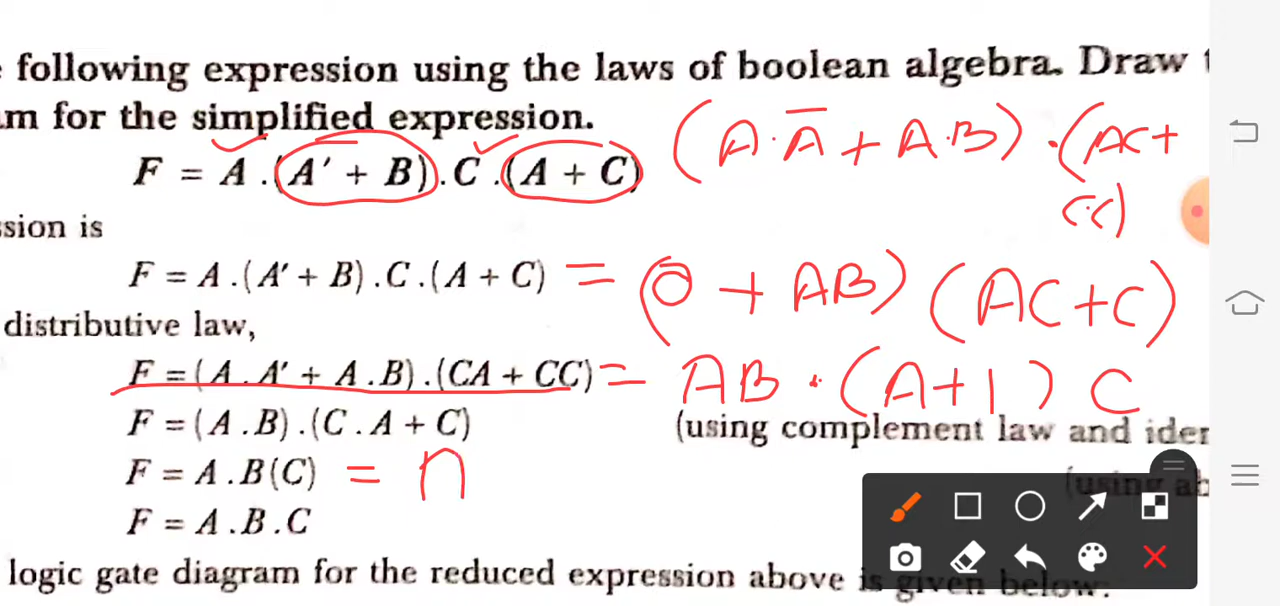 following expression using the laws of boolean algebra. Draw
for the simplified expression.
F = A .(A' + B).C .(A + C) (A·A̅ + A·B)·(AC+
CC)
sion is
F = A .(A' + B) .C .(A + C) = (0 + AB) (AC+C)
distributive law,
F = (A . A' + A .B) .(CA + CC) = AB · (A+1) C
F = (A .B) .(C . A + C) (using complement law and
F = A .B(C) = (using
F = A .B .C
logic gate diagram for the reduced expression above is given below: